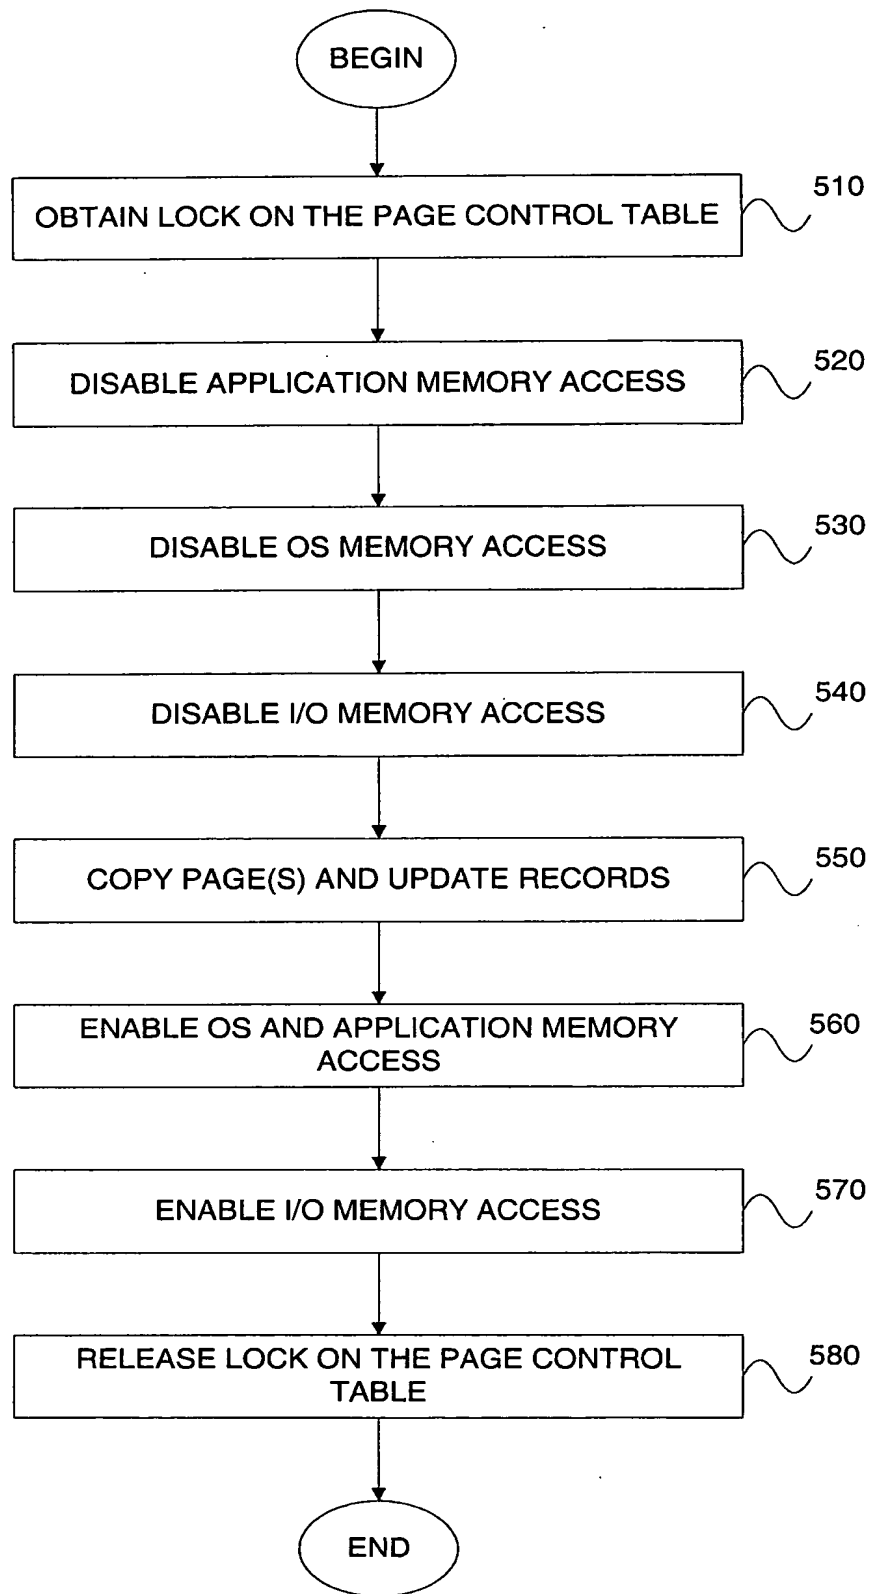 BEGIN
OBTAIN LOCK ON THE PAGE CONTROL TABLE
510
DISABLE APPLICATION MEMORY ACCESS
520
DISABLE OS MEMORY ACCESS
530
DISABLE I/O MEMORY ACCESS
540
COPY PAGE(S) AND UPDATE RECORDS
550
ENABLE OS AND APPLICATION MEMORY
ACCESS
560
ENABLE I/O MEMORY ACCESS
570
RELEASE LOCK ON THE PAGE CONTROL
TABLE
580
END